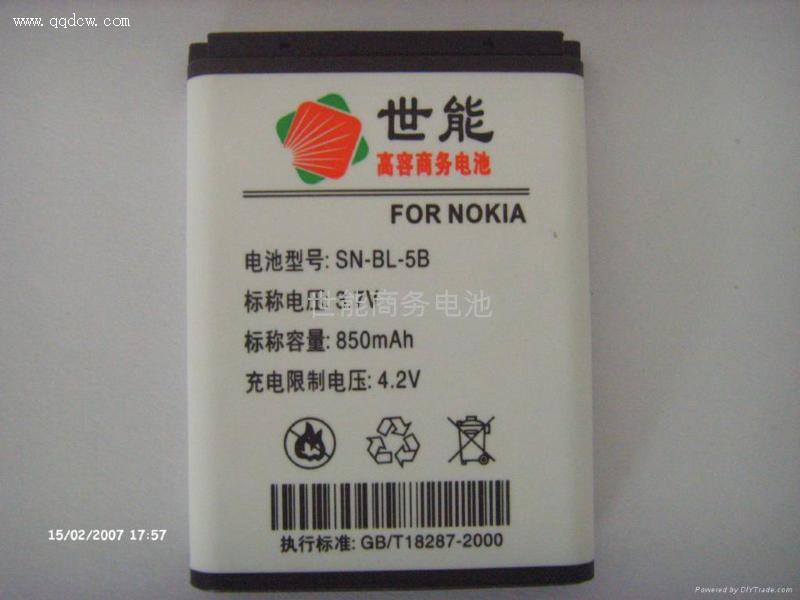 www.qqdcw.com
世能
高容商务电池
FOR NOKIA
电池型号: SN-BL-5B
标称电压: 3.7V
世能商务电池
标称容量: 850mAh
充电限制电压: 4.2V
执行标准: GB/T18287-2000
15/02/2007 17:57
Powered by DIYTrade.com